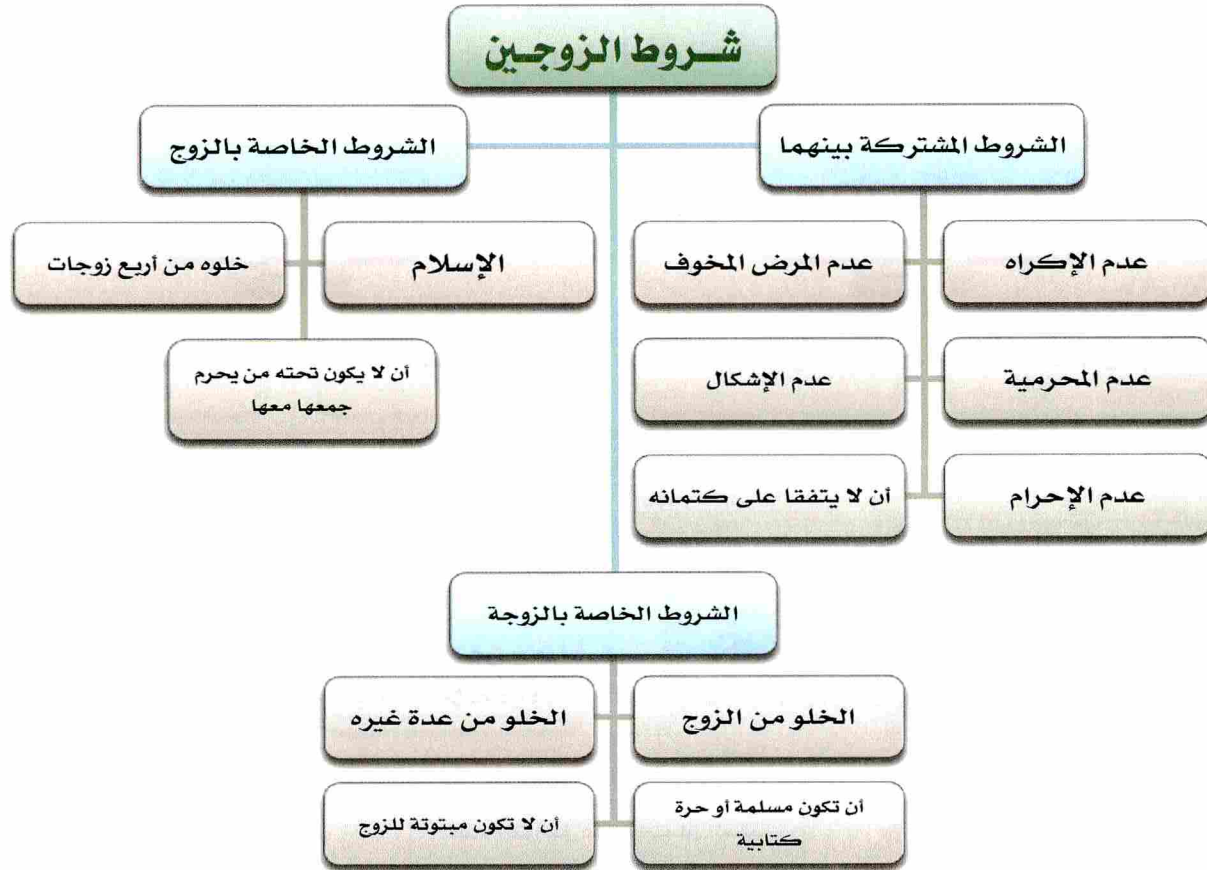 شروط الزوجين
الشروط المشتركة بينهما
عدم الإكراه
عدم المرض المخوف
عدم المحرمية
عدم الإشكال
عدم الإحرام
أن لا يتفقا على كتمانه
الشروط الخاصة بالزوج
الإسلام
خلوه من أربع زوجات
أن لا يكون تحته من يحرم
جمعها معها
الشروط الخاصة بالزوجة
الخلو من الزوج
الخلو من عدة غيره
أن تكون مسلمة أو حرة
كتابية
أن لا تكون مبتوتة للزوج